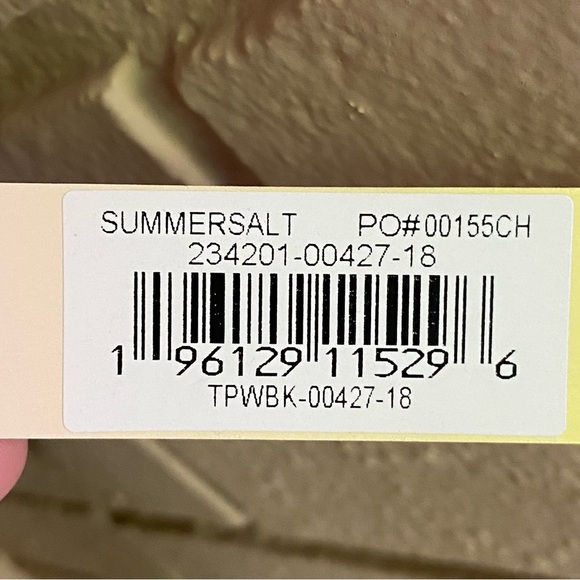 SUMMERSALT PO#00155CH
234201-00427-18
1 96129 11529 6
TPWBK-00427-18